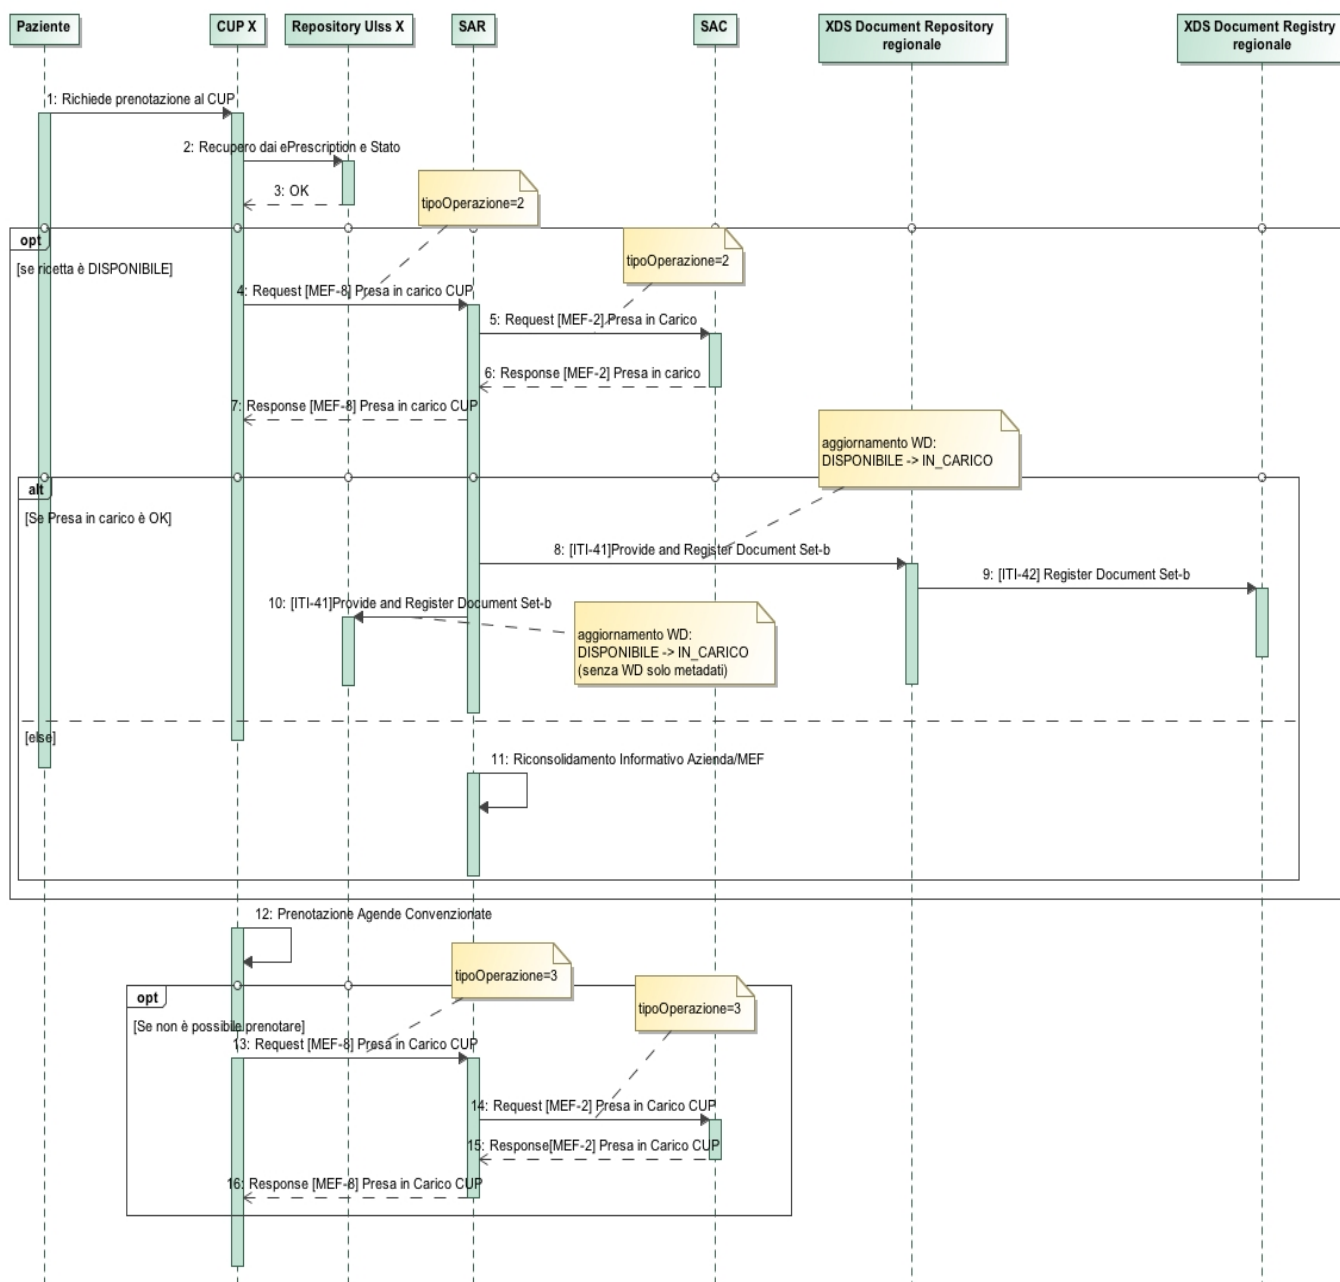 Paziente
CUP X
Repository Ulss X
SAR
SAC
XDS Document Repository
regionale
XDS Document Registry
regionale
1: Richiede prenotazione al CUP
2: Recupero dai ePrescription e Stato
3: OK
tipoOperazione=2
opt
[se ricetta è DISPONIBILE]
tipoOperazione=2
4: Request [MEF-8] Presa in carico CUP
5: Request [MEF-2] Presa in Carico
6: Response [MEF-2] Presa in carico
7: Response [MEF-8] Presa in carico CUP
aggiornamento WD:
DISPONIBILE -> IN_CARICO
alt
[Se Presa in carico è OK]
8: [ITI-41]Provide and Register Document Set-b
9: [ITI-42] Register Document Set-b
10: [ITI-41]Provide and Register Document Set-b
aggiornamento WD:
DISPONIBILE -> IN_CARICO
(senza WD solo metadati)
[else]
11: Riconsolidamento Informativo Azienda/MEF
12: Prenotazione Agende Convenzionate
tipoOperazione=3
opt
tipoOperazione=3
[Se non è possibile prenotare]
13: Request [MEF-8] Presa in Carico CUP
14: Request [MEF-2] Presa in Carico CUP
15: Response[MEF-2] Presa in Carico CUP
16: Response [MEF-8] Presa in Carico CUP